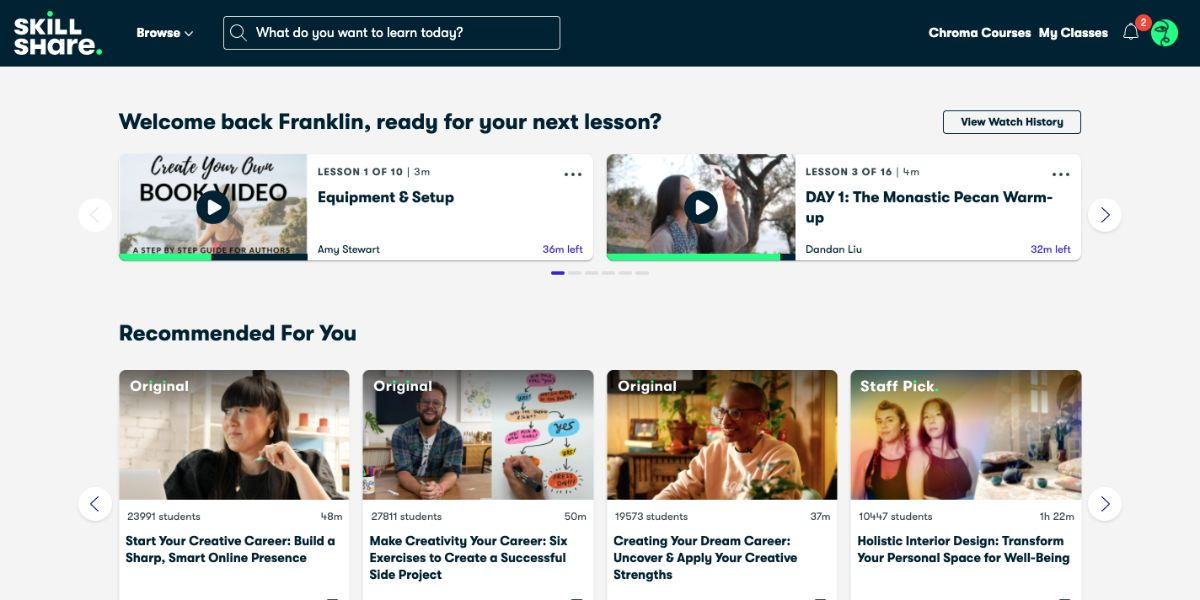 SKILL
SHARE.
Browse
What do you want to learn today?
Chroma Courses
My Classes
2
Welcome back Franklin, ready for your next lesson?
View Watch History
Create Your Own
BOOK VIDEO
A STEP BY STEP GUIDE FOR AUTHORS
LESSON 1 OF 10 | 3m
Equipment & Setup
Amy Stewart
36m left
LESSON 3 OF 16 | 4m
DAY 1: The Monastic Pecan Warm-
up
Dandan Liu
32m left
Recommended For You
Original
23991 students
48m
Start Your Creative Career: Build a
Sharp, Smart Online Presence
Original
yes
27811 students
50m
Make Creativity Your Career: Six
Exercises to Create a Successful
Side Project
Original
19573 students
37m
Creating Your Dream Career:
Uncover & Apply Your Creative
Strengths
Staff Pick.
10447 students
1h 22m
Holistic Interior Design: Transform
Your Personal Space for Well-Being